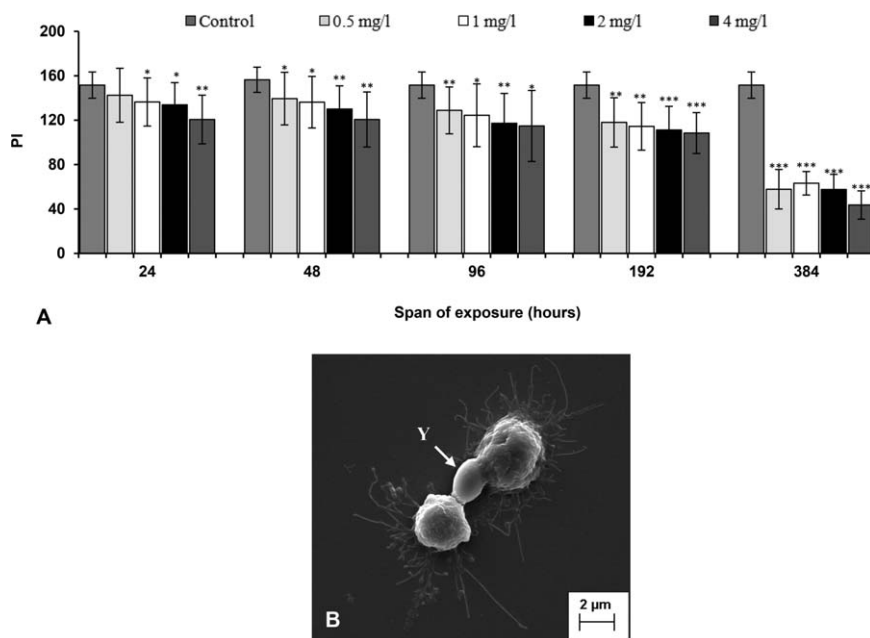 Control 0.5 mg/l 1 mg/l 2 mg/l 4 mg/l
200
160
120
80
40
0
PI
* * **
* * ** **
** * ** *
** ** *** ***
*** *** *** ***
24 48 96 192 384
Span of exposure (hours)
A
Y
B
2 µm